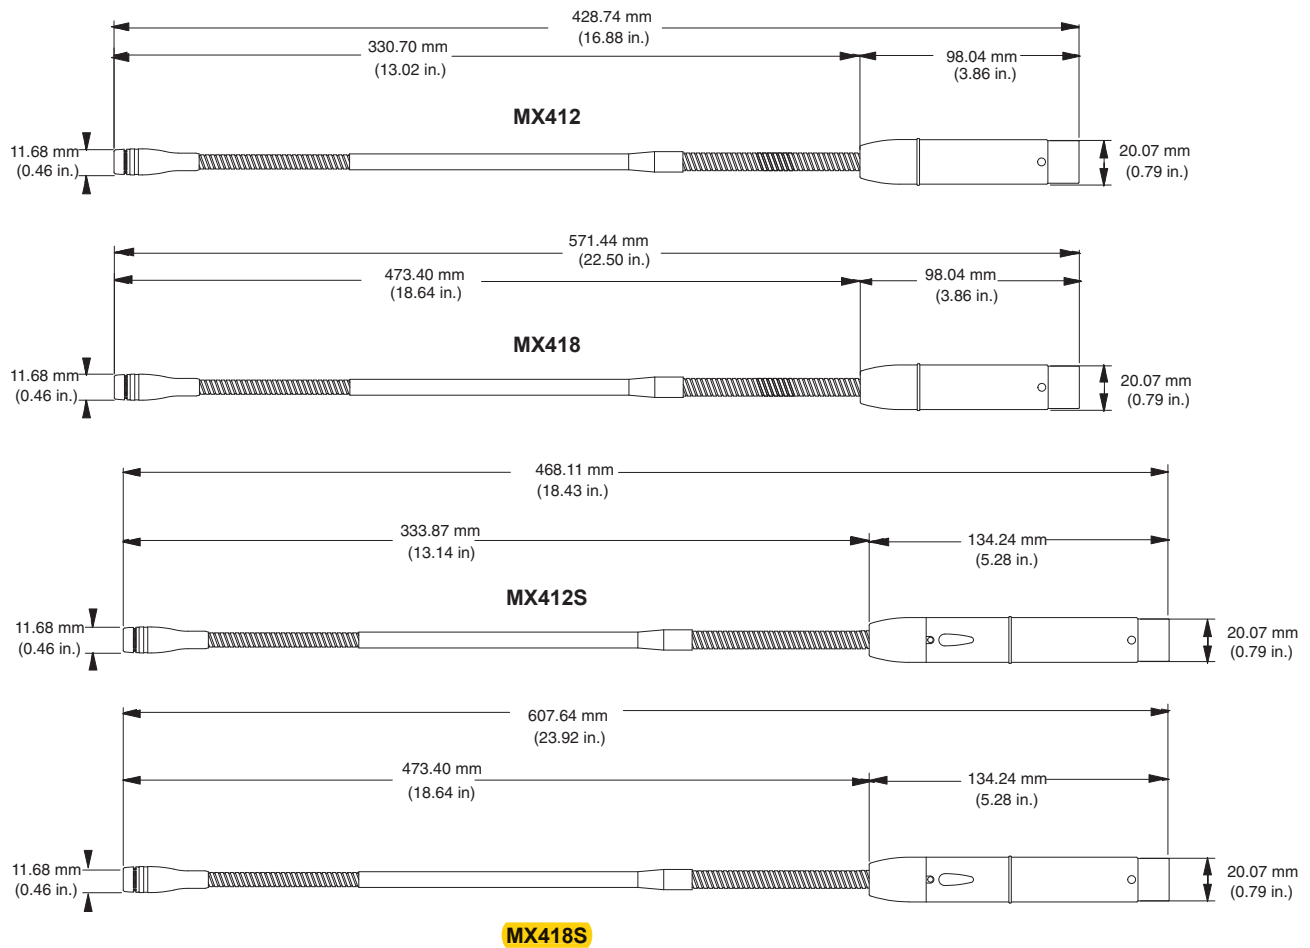 428.74 mm
(16.88 in.)
330.70 mm
(13.02 in.)
98.04 mm
(3.86 in.)
MX412
11.68 mm
(0.46 in.)
20.07 mm
(0.79 in.)
571.44 mm
(22.50 in.)
473.40 mm
(18.64 in.)
98.04 mm
(3.86 in.)
MX418
11.68 mm
(0.46 in.)
20.07 mm
(0.79 in.)
468.11 mm
(18.43 in.)
333.87 mm
(13.14 in)
134.24 mm
(5.28 in.)
MX412S
11.68 mm
(0.46 in.)
20.07 mm
(0.79 in.)
607.64 mm
(23.92 in.)
473.40 mm
(18.64 in)
134.24 mm
(5.28 in.)
11.68 mm
(0.46 in.)
20.07 mm
(0.79 in.)
MX418S